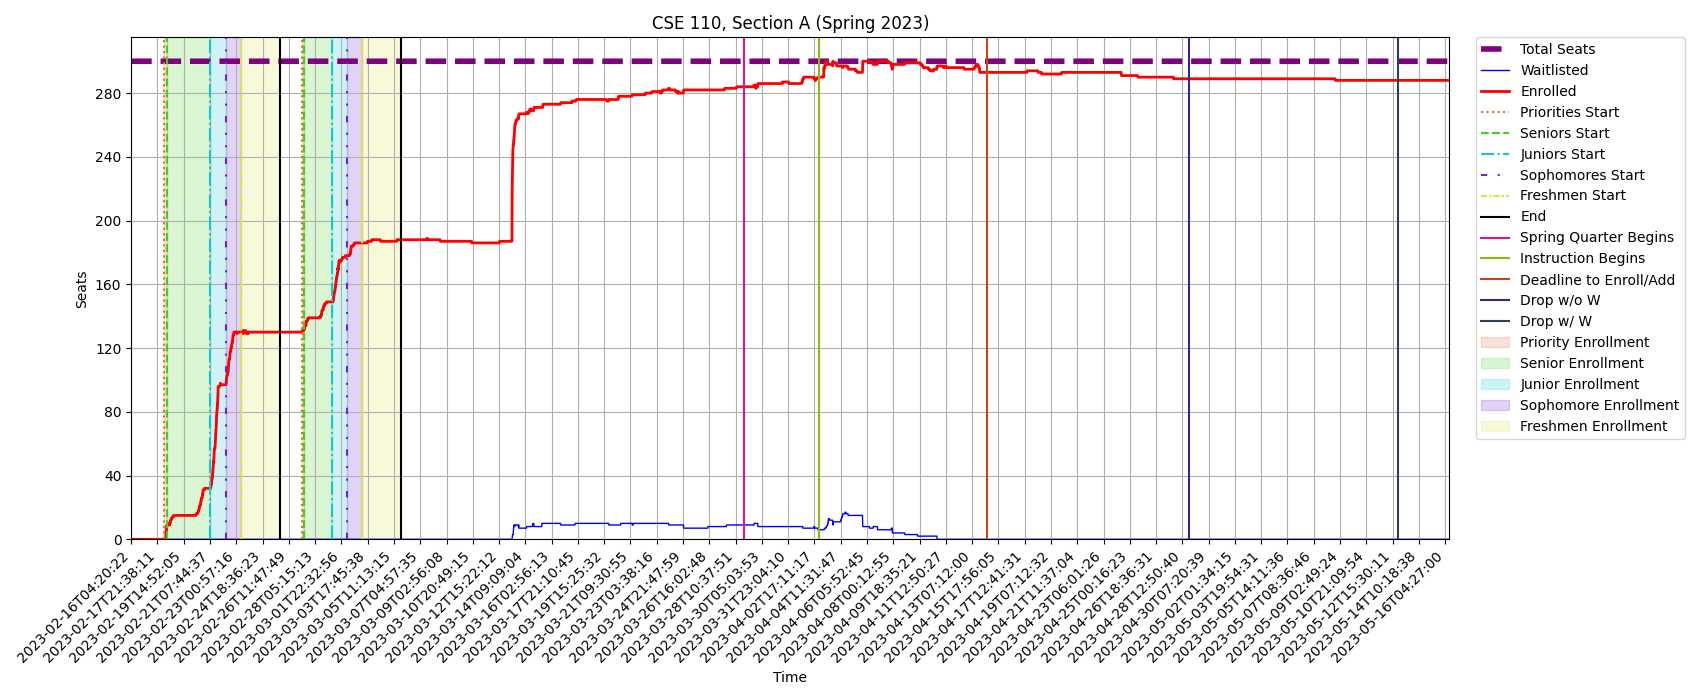 CSE 110, Section A (Spring 2023)
Seats
280
240
200
160
120
80
40
0
2023-02-16T04:20:22
2023-02-17T21:38:11
2023-02-19T14:52:05
2023-02-21T07:44:37
2023-02-23T00:57:16
2023-02-24T18:36:23
2023-02-26T11:47:49
2023-02-28T05:15:13
2023-03-01T22:32:56
2023-03-03T17:45:38
2023-03-05T11:13:15
2023-03-07T04:57:35
2023-03-09T02:56:08
2023-03-10T20:49:15
2023-03-12T15:22:12
2023-03-14T09:09:04
2023-03-16T02:56:13
2023-03-17T21:10:45
2023-03-19T15:25:32
2023-03-21T09:30:55
2023-03-23T03:38:16
2023-03-24T21:47:59
2023-03-26T16:02:48
2023-03-28T10:37:51
2023-03-30T05:03:53
2023-03-31T23:04:10
2023-04-02T17:11:17
2023-04-04T11:31:47
2023-04-06T05:52:45
2023-04-08T00:12:55
2023-04-09T18:35:21
2023-04-11T12:50:27
2023-04-13T07:12:00
2023-04-15T17:56:05
2023-04-17T12:41:31
2023-04-19T07:12:32
2023-04-21T11:37:04
2023-04-23T06:01:26
2023-04-25T00:16:23
2023-04-26T18:36:31
2023-04-28T12:50:40
2023-04-30T07:20:39
2023-05-02T01:34:15
2023-05-03T19:54:31
2023-05-05T14:11:36
2023-05-07T08:36:46
2023-05-10T02:49:24
2023-05-10T21:09:54
2023-05-12T15:30:11
2023-05-14T10:18:38
2023-05-16T04:27:00
Time
Total Seats
Waitlisted
Enrolled
Priorities Start
Seniors Start
Juniors Start
Sophomores Start
Freshmen Start
End
Spring Quarter Begins
Instruction Begins
Deadline to Enroll/Add
Drop w/o W
Drop w/ W
Priority Enrollment
Senior Enrollment
Junior Enrollment
Sophomore Enrollment
Freshmen Enrollment